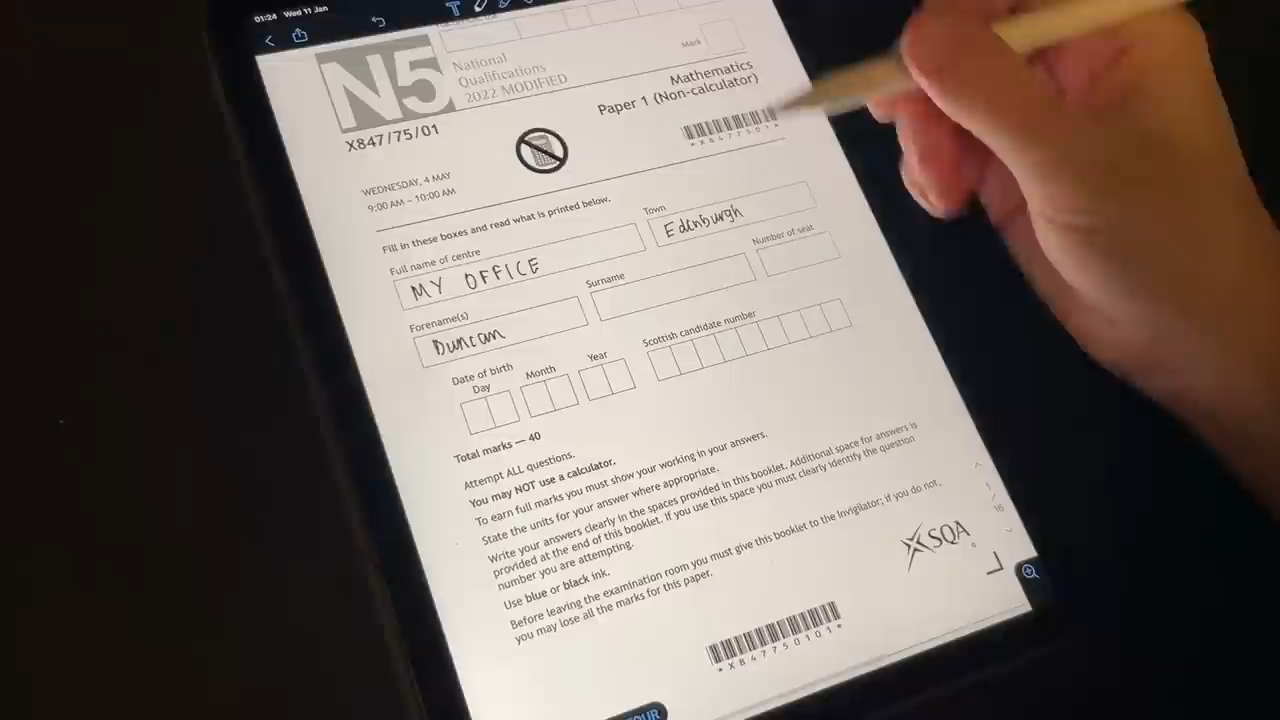 01:24 Wed 11 Jan
N5
National
Qualifications
2022 MODIFIED
Mark
X847/75/01
Mathematics
Paper 1 (Non-calculator)
*X8477501*
WEDNESDAY, 4 MAY
9:00 AM – 10:00 AM
Fill in these boxes and read what is printed below.
Full name of centre
Town
MY OFFICE
Edinburgh
Forename(s)
Surname
Number of seat
Duncan
Date of birth
Day
Month
Year
Scottish candidate number
Total marks — 40
Attempt ALL questions.
You may NOT use a calculator.
To earn full marks you must show your working in your answers.
State the units for your answer where appropriate.
Write your answers clearly in the spaces provided in this booklet. Additional space for answers is
provided at the end of this booklet. If you use this space you must clearly identify the question
number you are attempting.
Use blue or black ink.
Before leaving the examination room you must give this booklet to the Invigilator; if you do not,
you may lose all the marks for this paper.
SQA
1
/
16
*X847750101*